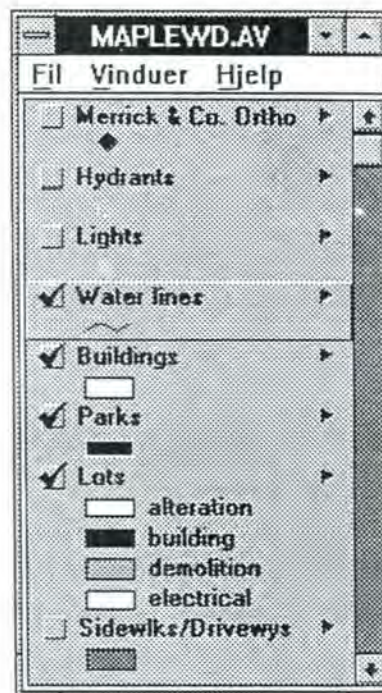 MAPLEWD.AV
Fil Vinduer Hjelp
Merrick & Co. Ortho
Hydrants
Lights
Water lines
Buildings
Parks
Lots
alteration
building
demolition
electrical
Sidewlks/Drivewys